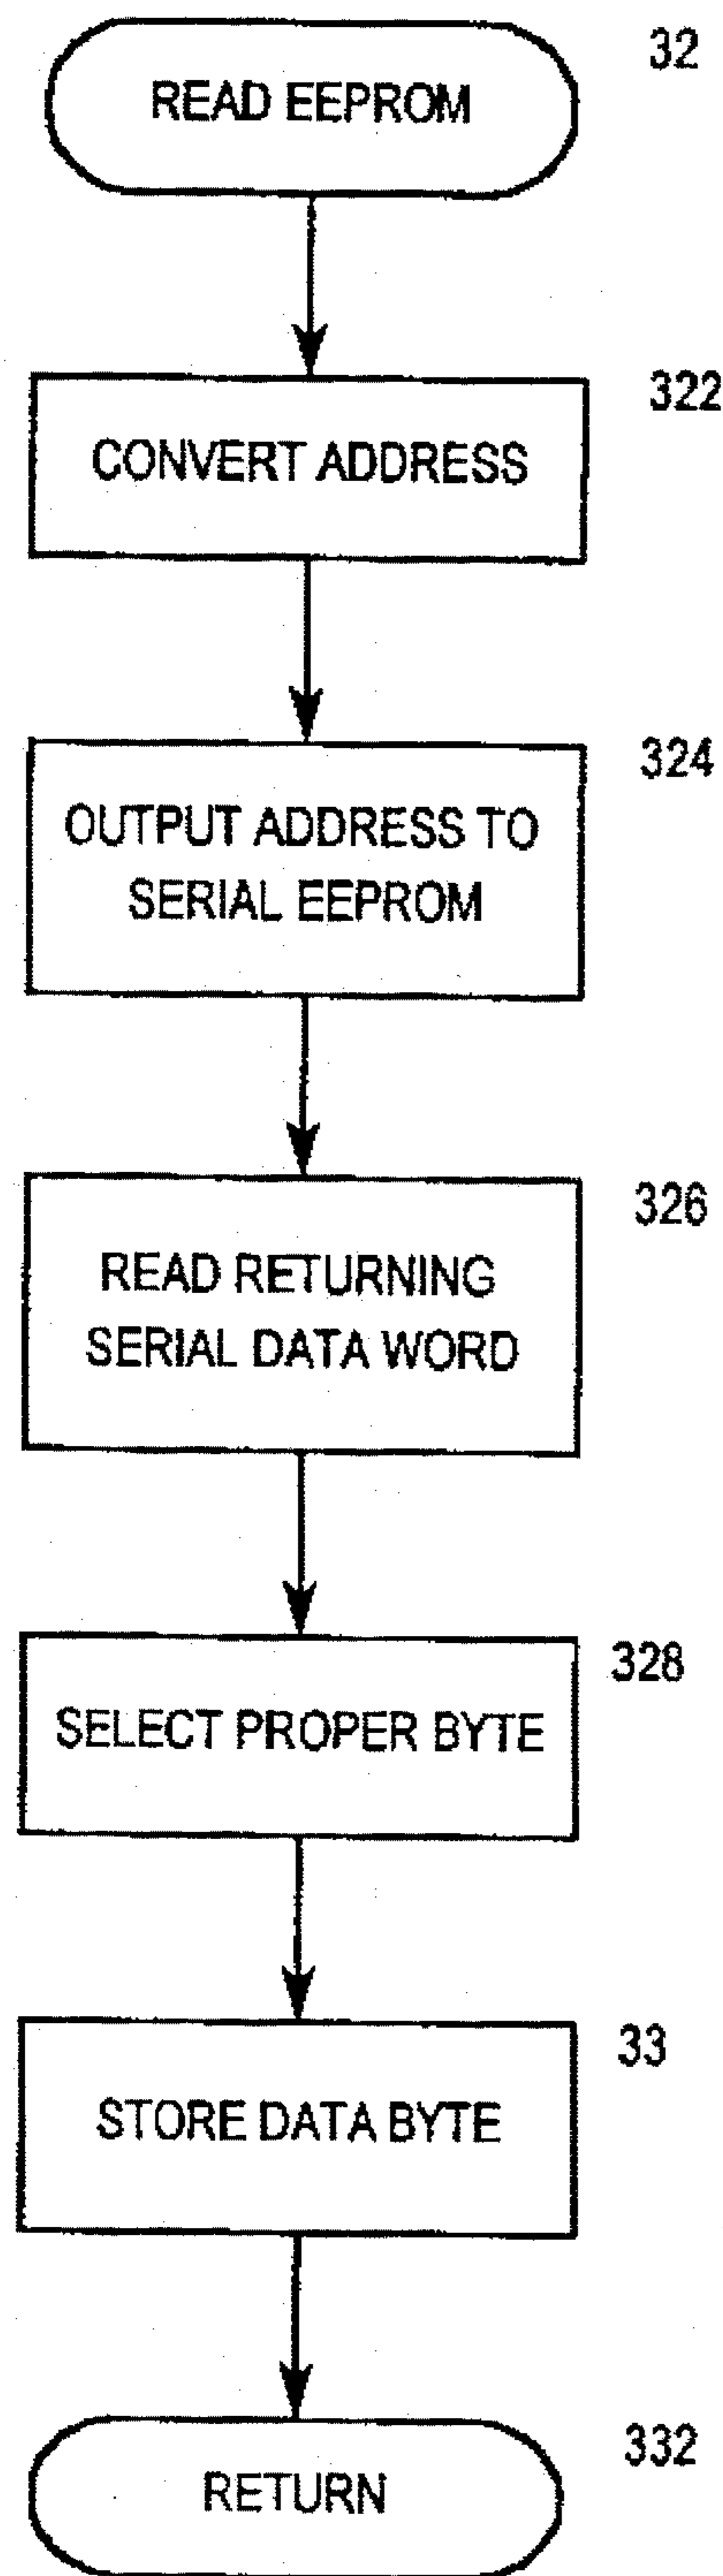 READ EEPROM
32
CONVERT ADDRESS
322
OUTPUT ADDRESS TO
SERIAL EEPROM
324
READ RETURNING
SERIAL DATA WORD
326
SELECT PROPER BYTE
328
STORE DATA BYTE
33
RETURN
332